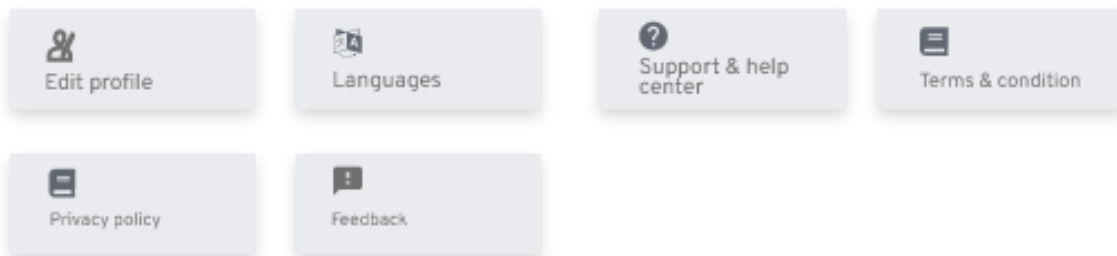 Edit profile
Languages
Support & help
center
Terms & condition
Privacy policy
Feedback